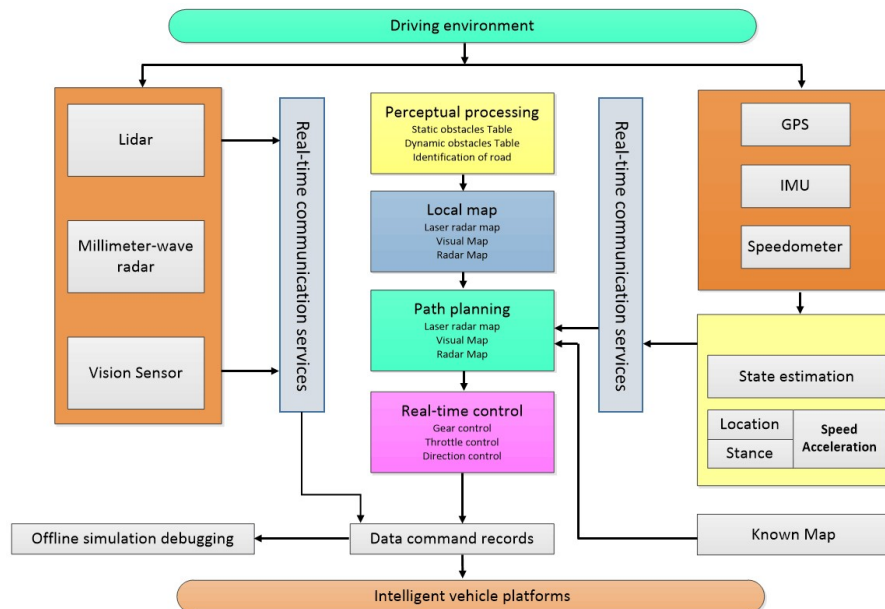 Driving environment
Lidar
Millimeter-wave
radar
Vision Sensor
Real-time communication services
Perceptual processing
Static obstacles Table
Dynamic obstacles Table
Identification of road
Local map
Laser radar map
Visual Map
Radar Map
Path planning
Laser radar map
Visual Map
Radar Map
Real-time control
Gear control
Throttle control
Direction control
Real-time communication services
GPS
IMU
Speedometer
State estimation
Location
Stance
Speed
Acceleration
Offline simulation debugging
Data command records
Known Map
Intelligent vehicle platforms